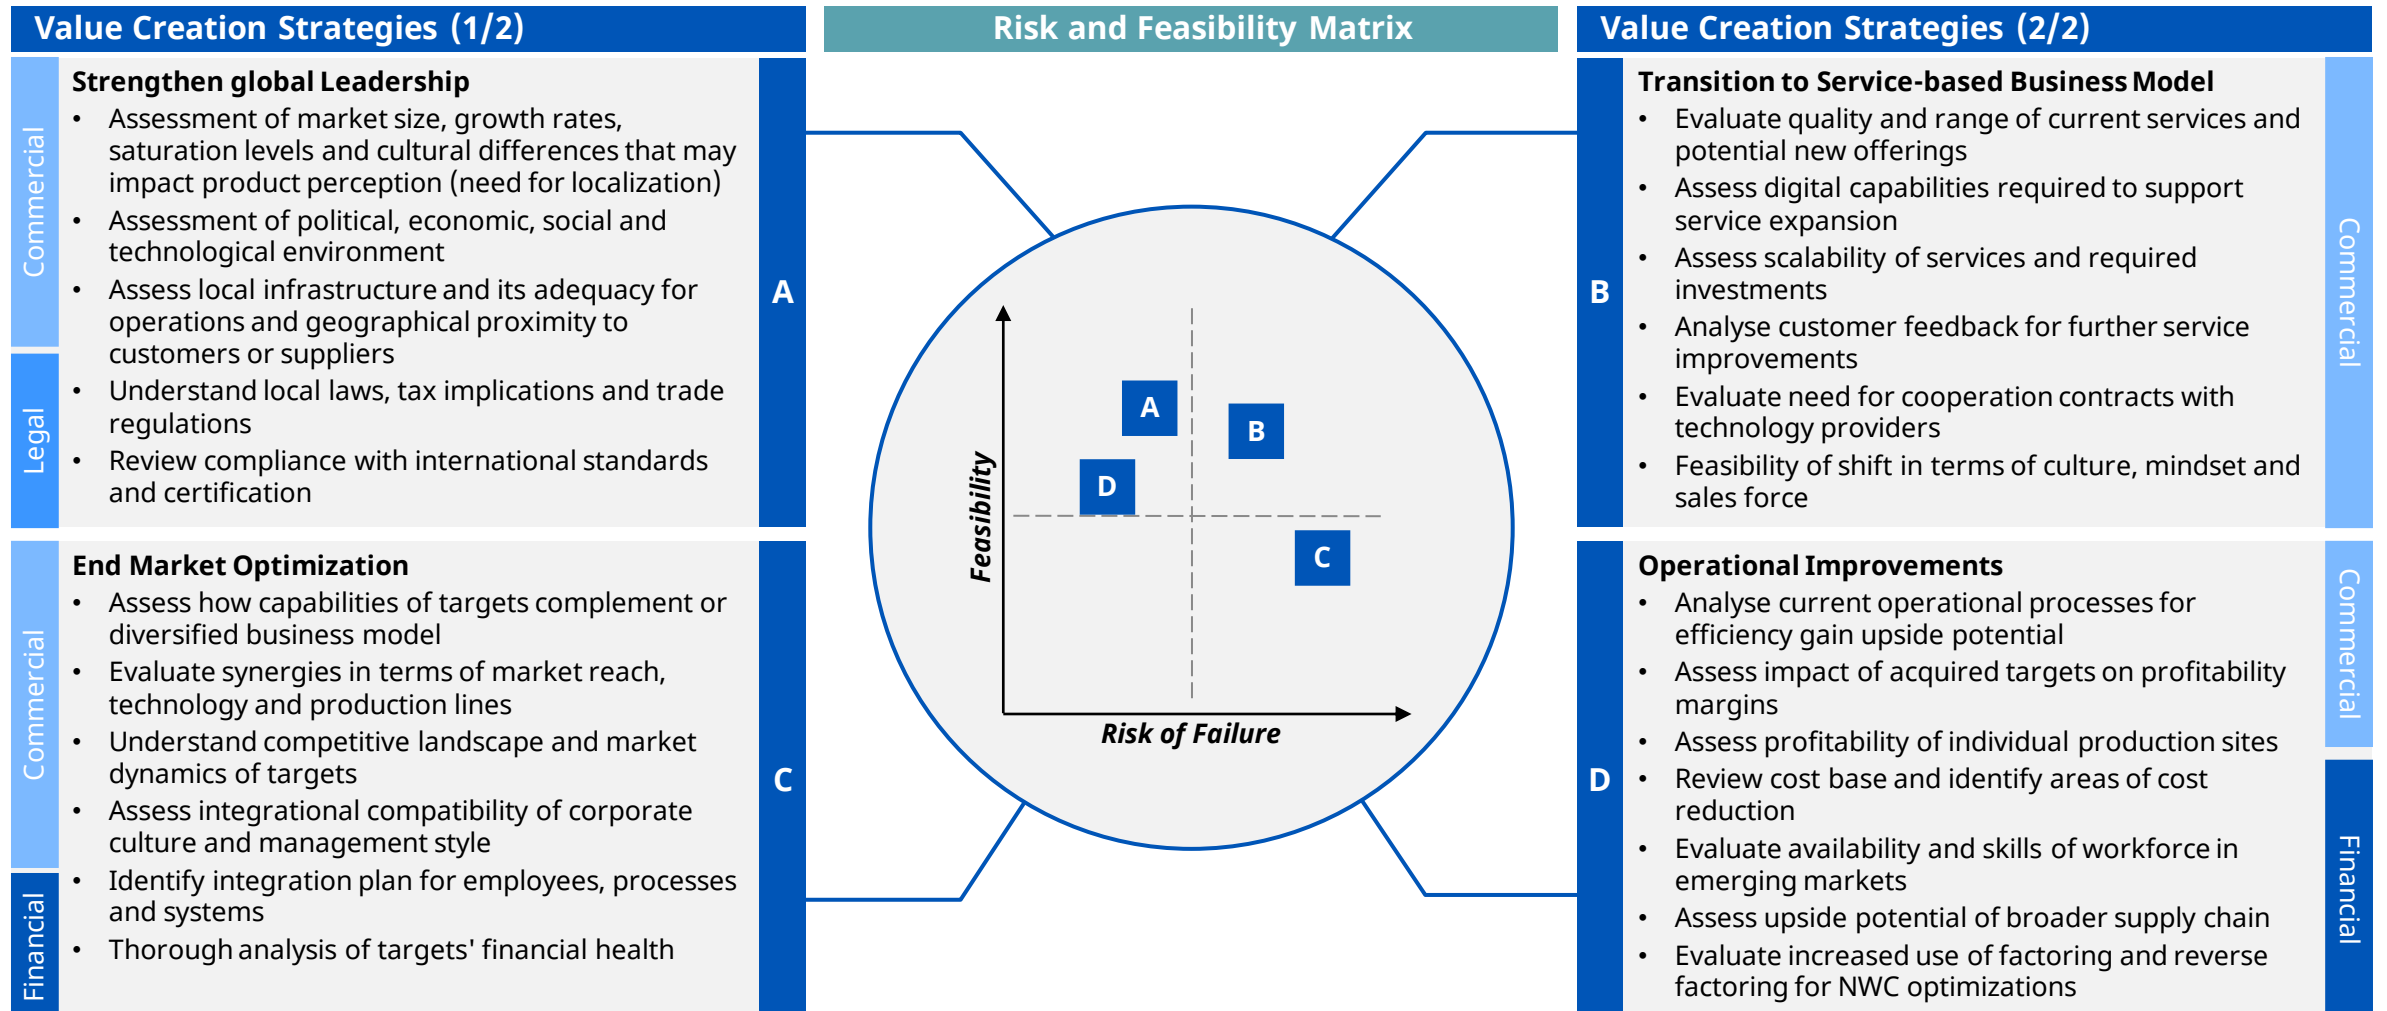 Value Creation Strategies (1/2)
Commercial
Legal
Strengthen global Leadership
• Assessment of market size, growth rates,
saturation levels and cultural differences that may
impact product perception (need for localization)
• Assessment of political, economic, social and
technological environment
• Assess local infrastructure and its adequacy for
operations and geographical proximity to
customers or suppliers
• Understand local laws, tax implications and trade
regulations
• Review compliance with international standards
and certification
A
Commercial
Financial
End Market Optimization
• Assess how capabilities of targets complement or
diversified business model
• Evaluate synergies in terms of market reach,
technology and production lines
• Understand competitive landscape and market
dynamics of targets
• Assess integrational compatibility of corporate
culture and management style
• Identify integration plan for employees, processes
and systems
• Thorough analysis of targets' financial health
C
Risk and Feasibility Matrix
Feasibility
A
B
D
C
Risk of Failure
Value Creation Strategies (2/2)
B
Transition to Service-based Business Model
• Evaluate quality and range of current services and
potential new offerings
• Assess digital capabilities required to support
service expansion
• Assess scalability of services and required
investments
• Analyse customer feedback for further service
improvements
• Evaluate need for cooperation contracts with
technology providers
• Feasibility of shift in terms of culture, mindset and
sales force
Commercial
D
Operational Improvements
• Analyse current operational processes for
efficiency gain upside potential
• Assess impact of acquired targets on profitability
margins
• Assess profitability of individual production sites
• Review cost base and identify areas of cost
reduction
• Evaluate availability and skills of workforce in
emerging markets
• Assess upside potential of broader supply chain
• Evaluate increased use of factoring and reverse
factoring for NWC optimizations
Commercial
Financial